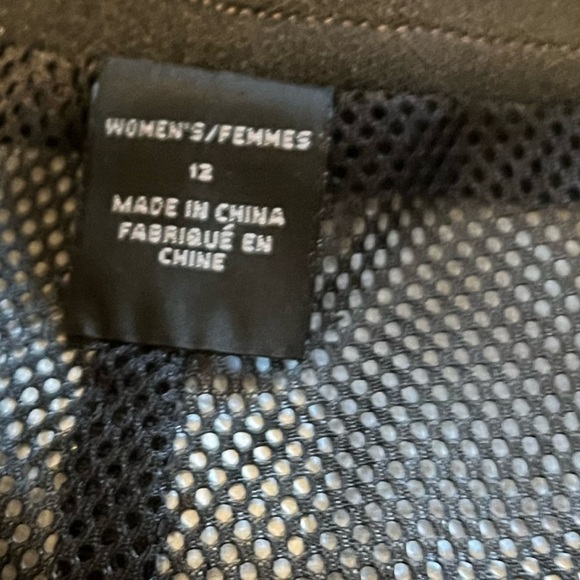 WOMEN'S/FEMMES
12
MADE IN CHINA
FABRIQUÉ EN
CHINE